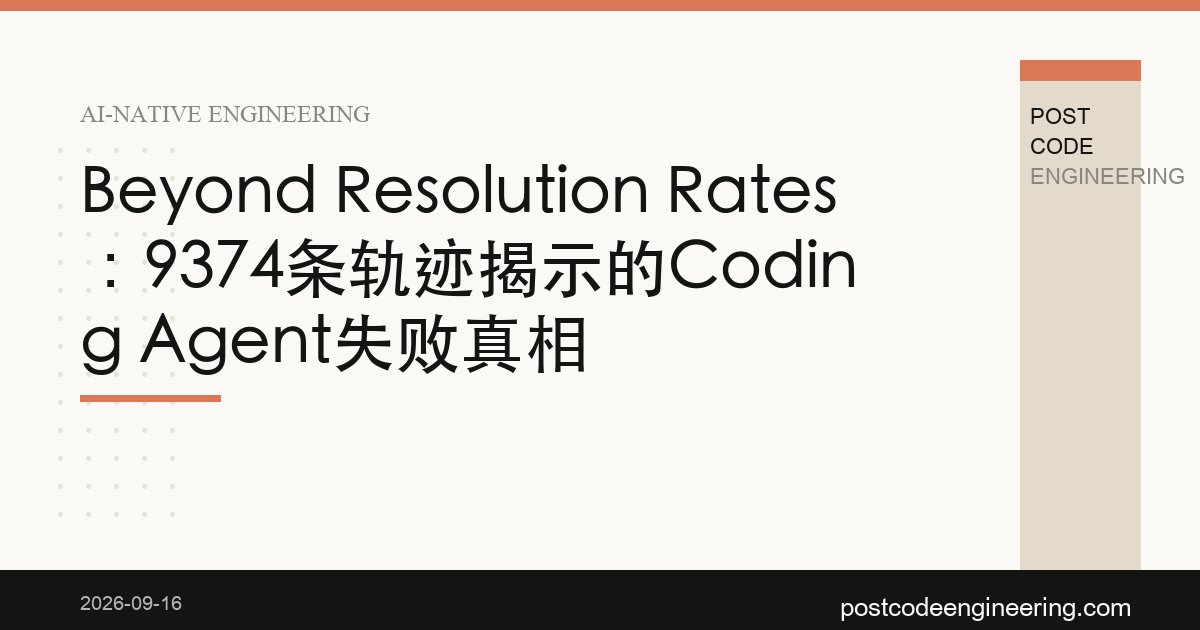 AI-NATIVE ENGINEERING
Beyond Resolution Rates
：9374条轨迹揭示的Codin
g Agent失败真相
POST
CODE
ENGINEERING
2026-09-16
postcodeengineering.com